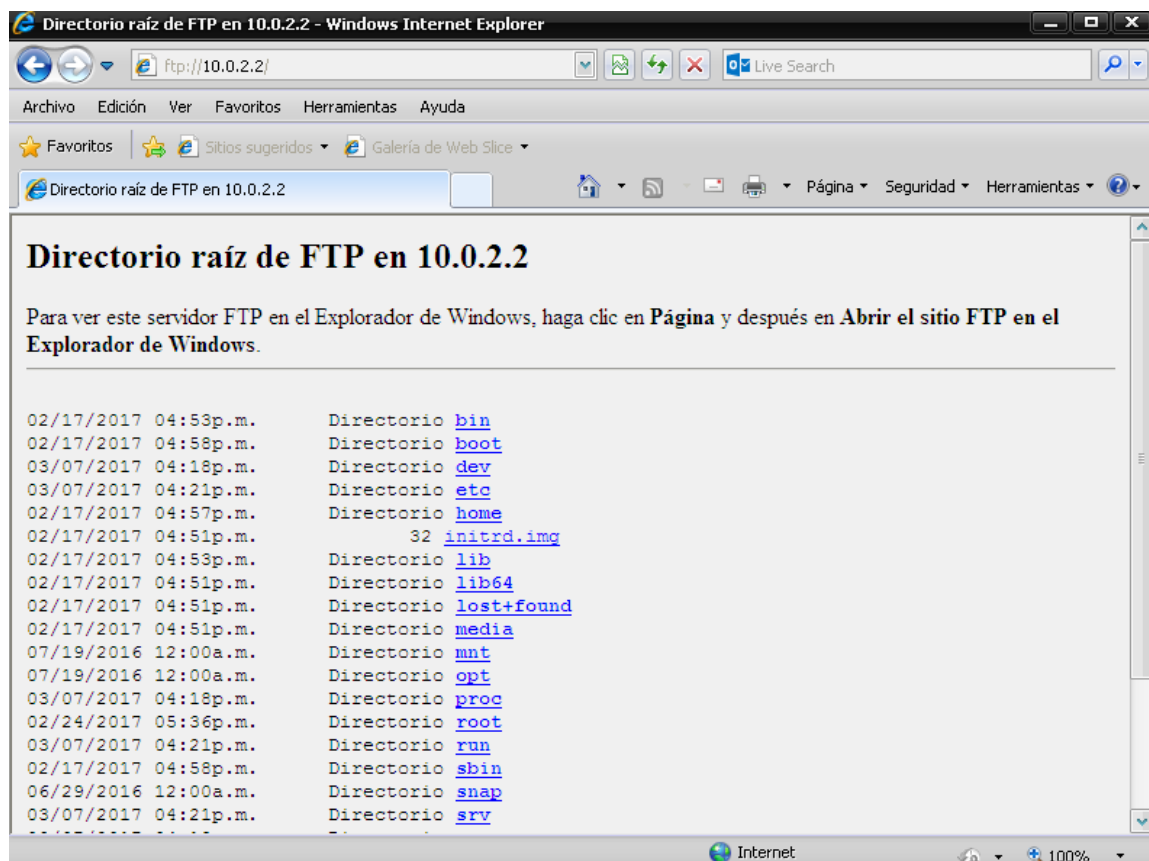 Directorio raíz de FTP en 10.0.2.2 - Windows Internet Explorer
ftp://10.0.2.2/
Live Search
Archivo Edición Ver Favoritos Herramientas Ayuda
Favoritos Sitios sugeridos Galería de Web Slice
Directorio raíz de FTP en 10.0.2.2
Página Seguridad Herramientas
Directorio raíz de FTP en 10.0.2.2
Para ver este servidor FTP en el Explorador de Windows, haga clic en Página y después en Abrir el sitio FTP en el
Explorador de Windows.
02/17/2017 04:53p.m. Directorio bin
02/17/2017 04:58p.m. Directorio boot
03/07/2017 04:18p.m. Directorio dev
03/07/2017 04:21p.m. Directorio etc
02/17/2017 04:57p.m. Directorio home
02/17/2017 04:51p.m. 32 initrd.img
02/17/2017 04:53p.m. Directorio lib
02/17/2017 04:51p.m. Directorio lib64
02/17/2017 04:51p.m. Directorio lost+found
02/17/2017 04:51p.m. Directorio media
07/19/2016 12:00a.m. Directorio mnt
07/19/2016 12:00a.m. Directorio opt
03/07/2017 04:18p.m. Directorio proc
02/24/2017 05:36p.m. Directorio root
03/07/2017 04:21p.m. Directorio run
02/17/2017 04:58p.m. Directorio sbin
06/29/2016 12:00a.m. Directorio snap
03/07/2017 04:21p.m. Directorio srv
Internet
100%